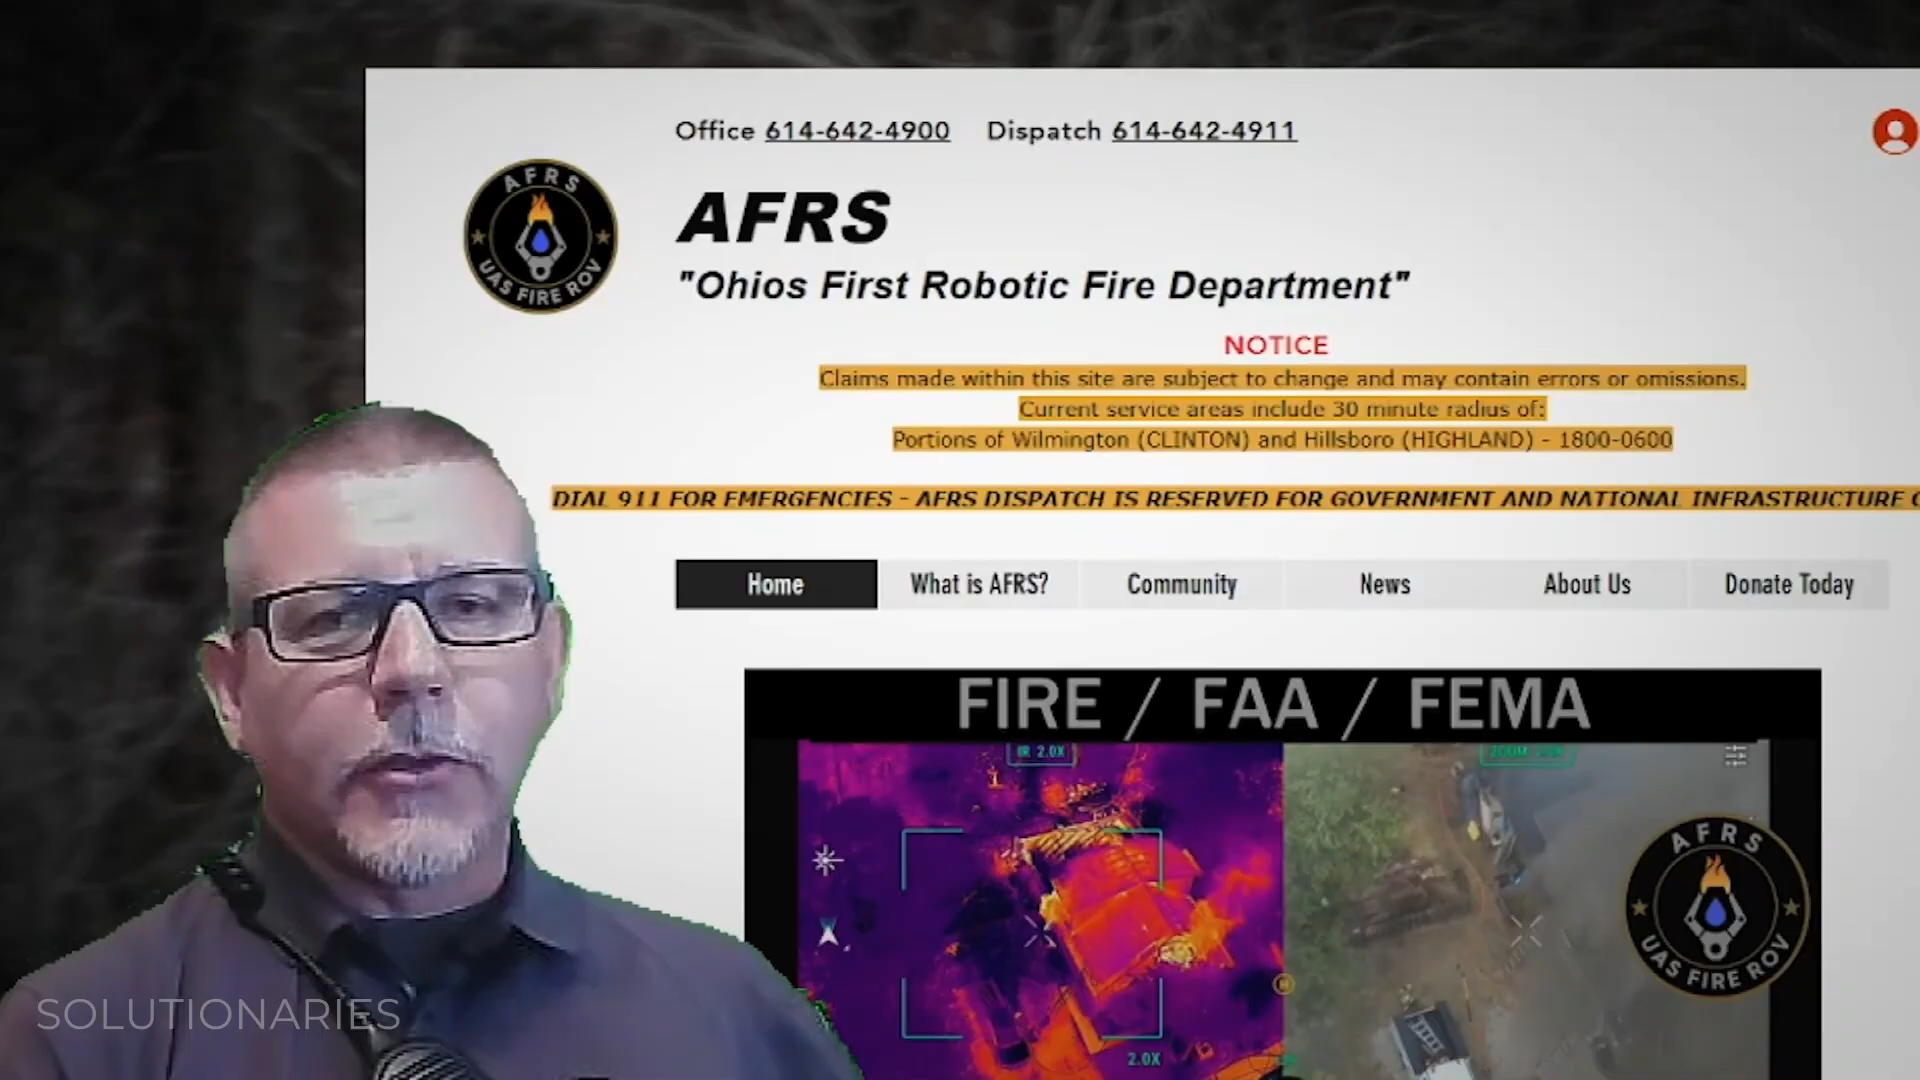 Office 614-642-4900 Dispatch 614-642-4911
AFRS
UAS FIRE ROV
AFRS
"Ohios First Robotic Fire Department"
NOTICE
Claims made within this site are subject to change and may contain errors or omissions.
Current service areas include 30 minute radius of:
Portions of Wilmington (CLINTON) and Hillsboro (HIGHLAND) - 1800-0600
DIAL 911 FOR EMERGENCIES - AFRS DISPATCH IS RESERVED FOR GOVERNMENT AND NATIONAL INFRASTRUCTURE
Home What is AFRS? Community News About Us Donate Today
FIRE / FAA / FEMA
IR 2.0X
AFRS
UAS FIRE ROV
H
SOLUTIONARIES
2.0X